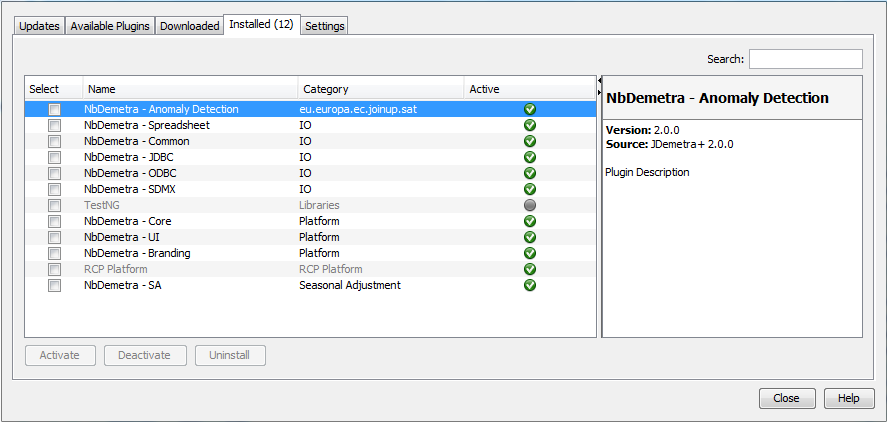 Updates Available Plugins Downloaded Installed (12) Settings
Search:
Select Name Category Active
NbDemetra - Anomaly Detection eu.europa.ec.joinup.sat
NbDemetra - Spreadsheet IO
NbDemetra - Common IO
NbDemetra - JDBC IO
NbDemetra - ODBC IO
NbDemetra - SDMX IO
TestNG Libraries
NbDemetra - Core Platform
NbDemetra - UI Platform
NbDemetra - Branding Platform
RCP Platform RCP Platform
NbDemetra - SA Seasonal Adjustment
NbDemetra - Anomaly Detection
Version: 2.0.0
Source: JDemetra+ 2.0.0
Plugin Description
Activate Deactivate Uninstall
Close Help